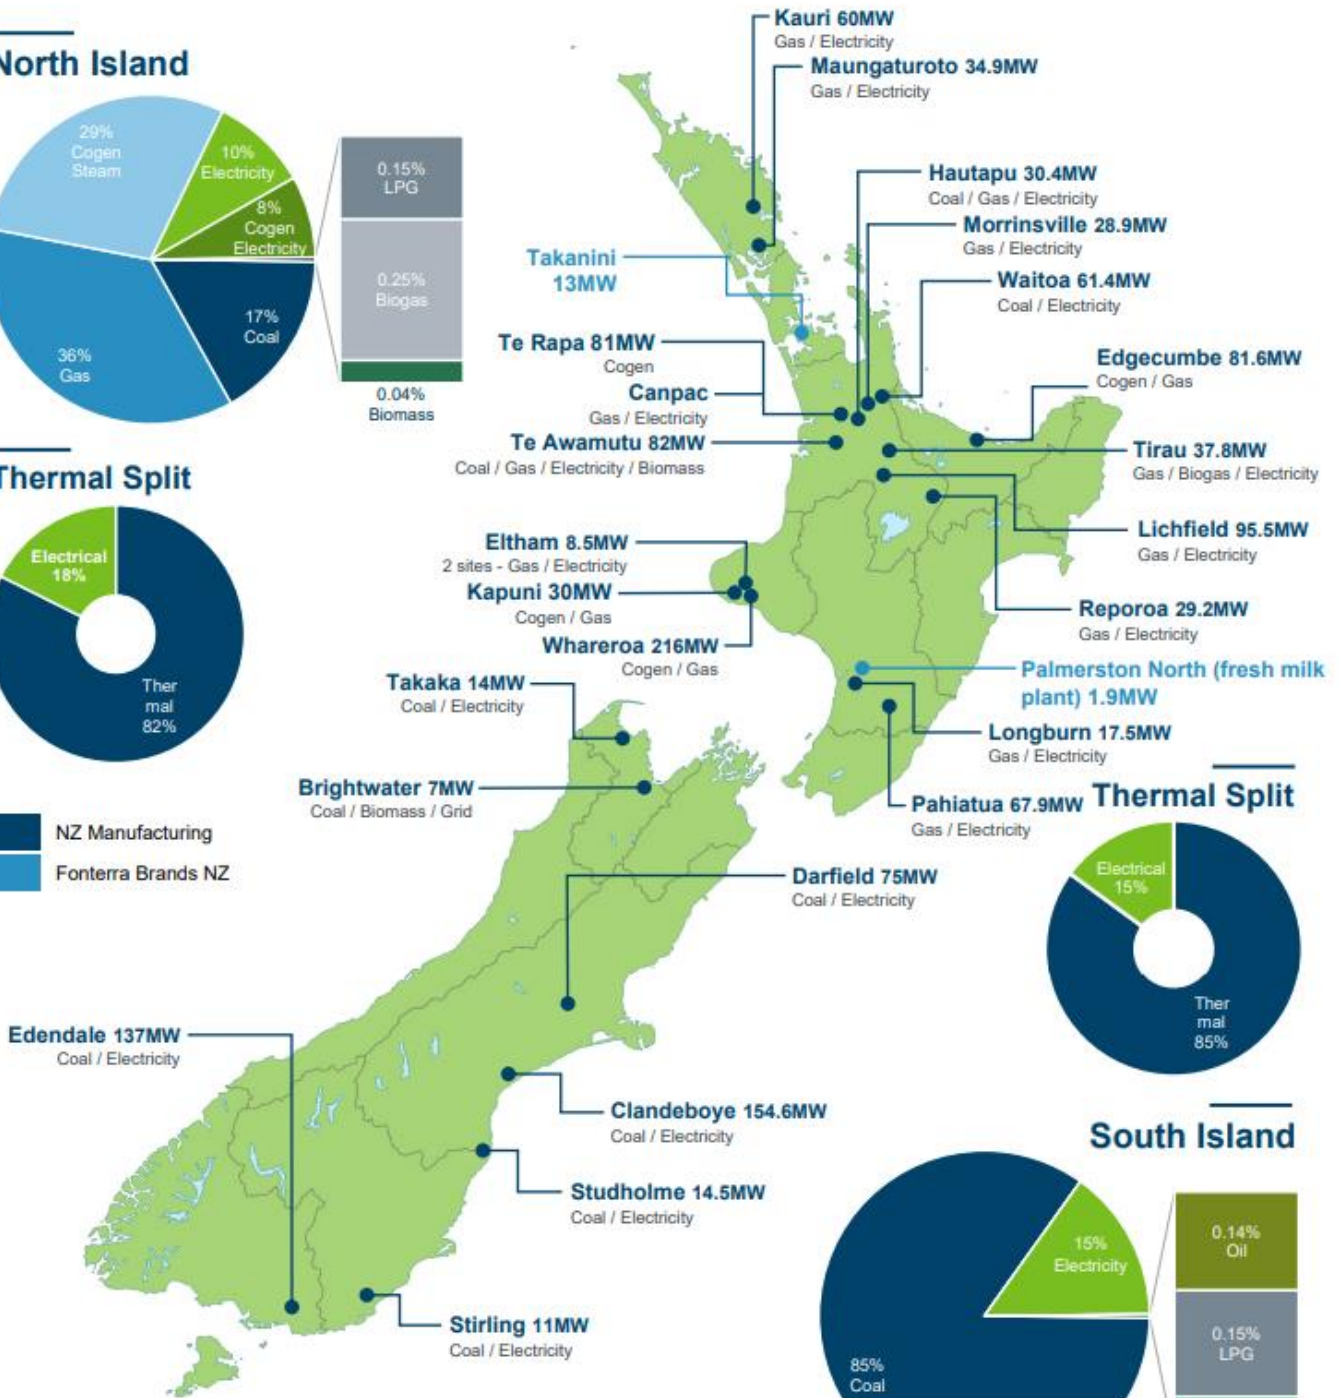 North Island
29%
Cogen
Steam
10%
Electricity
8%
Cogen
Electricity
17%
Coal
36%
Gas
0.15%
LPG
0.25%
Biogas
0.04%
Biomass
Thermal Split
Electrical
18%
Ther
mal
82%
NZ Manufacturing
Fonterra Brands NZ
Kauri 60MW
Gas / Electricity
Maungaturoto 34.9MW
Gas / Electricity
Hautapu 30.4MW
Coal / Gas / Electricity
Morrinsville 28.9MW
Gas / Electricity
Waitoa 61.4MW
Coal / Electricity
Edgecumbe 81.6MW
Cogen / Gas
Takanini
13MW
Te Rapa 81MW
Cogen
Canpac
Gas / Electricity
Te Awamutu 82MW
Coal / Gas / Electricity / Biomass
Tirau 37.8MW
Gas / Biogas / Electricity
Lichfield 95.5MW
Gas / Electricity
Eltham 8.5MW
2 sites - Gas / Electricity
Kapuni 30MW
Cogen / Gas
Whareroa 216MW
Cogen / Gas
Reporoa 29.2MW
Gas / Electricity
Palmerston North (fresh milk
plant) 1.9MW
Longburn 17.5MW
Gas / Electricity
Pahiatua 67.9MW
Gas / Electricity
Takaka 14MW
Coal / Electricity
Brightwater 7MW
Coal / Biomass / Grid
Darfield 75MW
Coal / Electricity
Edendale 137MW
Coal / Electricity
Clandeboye 154.6MW
Coal / Electricity
Studholme 14.5MW
Coal / Electricity
Stirling 11MW
Coal / Electricity
Thermal Split
Electrical
15%
Ther
mal
85%
South Island
15%
Electricity
85%
Coal
0.14%
Oil
0.15%
LPG